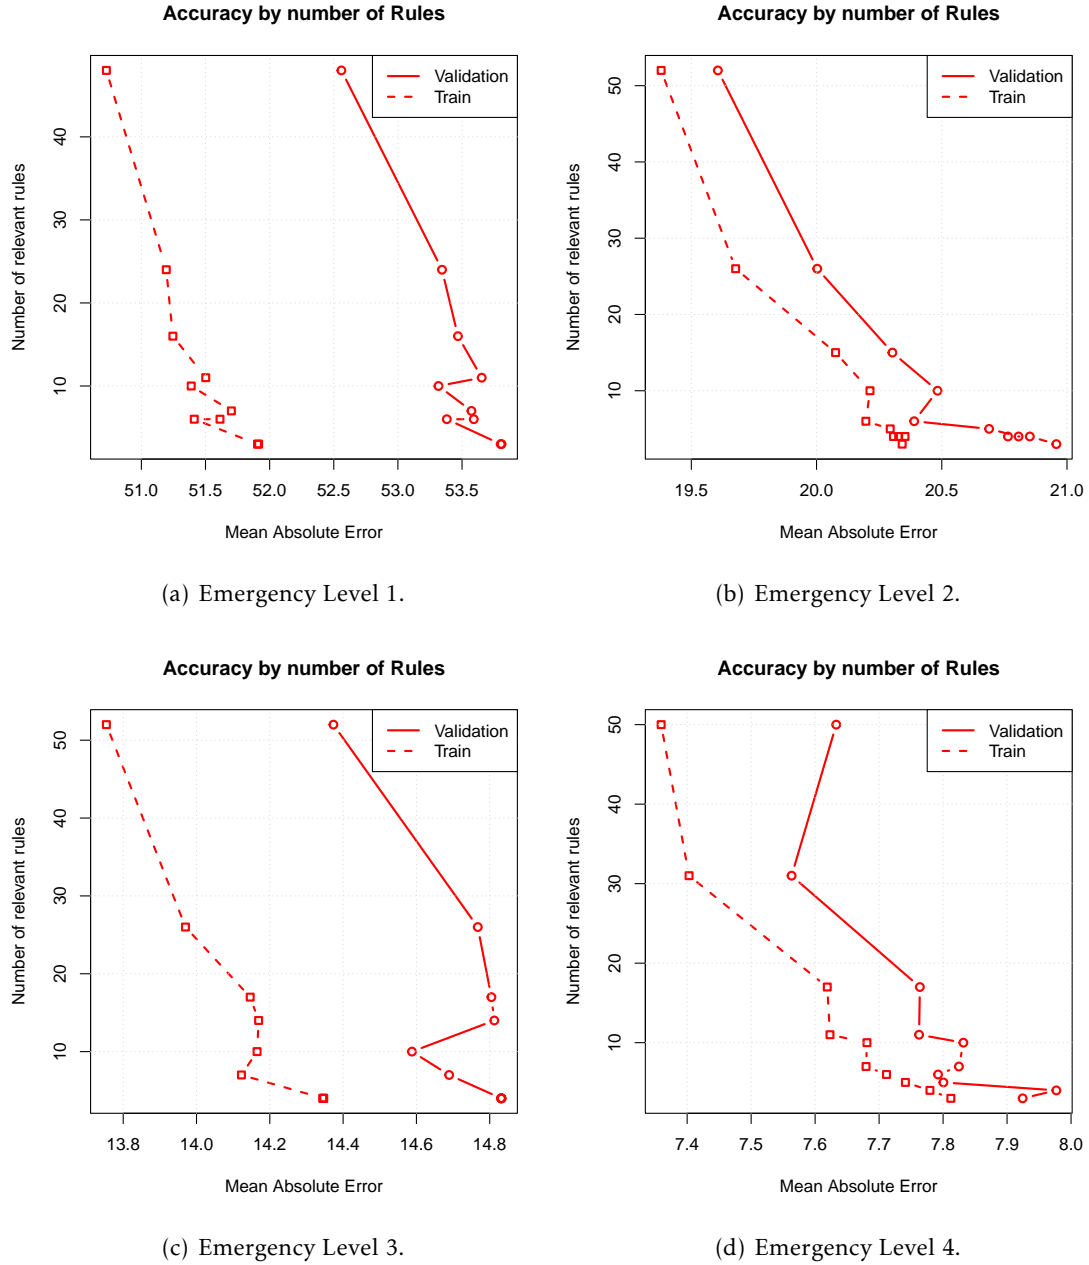 Accuracy by number of Rules
Validation
Train
Number of relevant rules
10
20
30
40
51.0 51.5 52.0 52.5 53.0 53.5
Mean Absolute Error
(a) Emergency Level 1.
Accuracy by number of Rules
Validation
Train
Number of relevant rules
10
20
30
40
50
19.5 20.0 20.5 21.0
Mean Absolute Error
(b) Emergency Level 2.
Accuracy by number of Rules
Validation
Train
Number of relevant rules
10
20
30
40
50
13.8 14.0 14.2 14.4 14.6 14.8
Mean Absolute Error
(c) Emergency Level 3.
Accuracy by number of Rules
Validation
Train
Number of relevant rules
10
20
30
40
50
7.4 7.5 7.6 7.7 7.8 7.9 8.0
Mean Absolute Error
(d) Emergency Level 4.